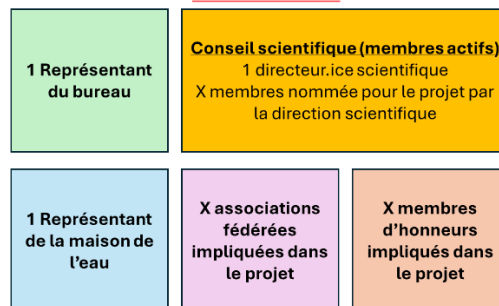 1 Représentant
du bureau
Conseil scientifique (membres actifs)
1 directeur.ice scientifique
X membres nommée pour le projet par
la direction scientifique
1 Représentant
de la maison de
l'eau
X associations
fédérées
impliquées dans
le projet
X membres
d'honneurs
impliqués dans
le projet